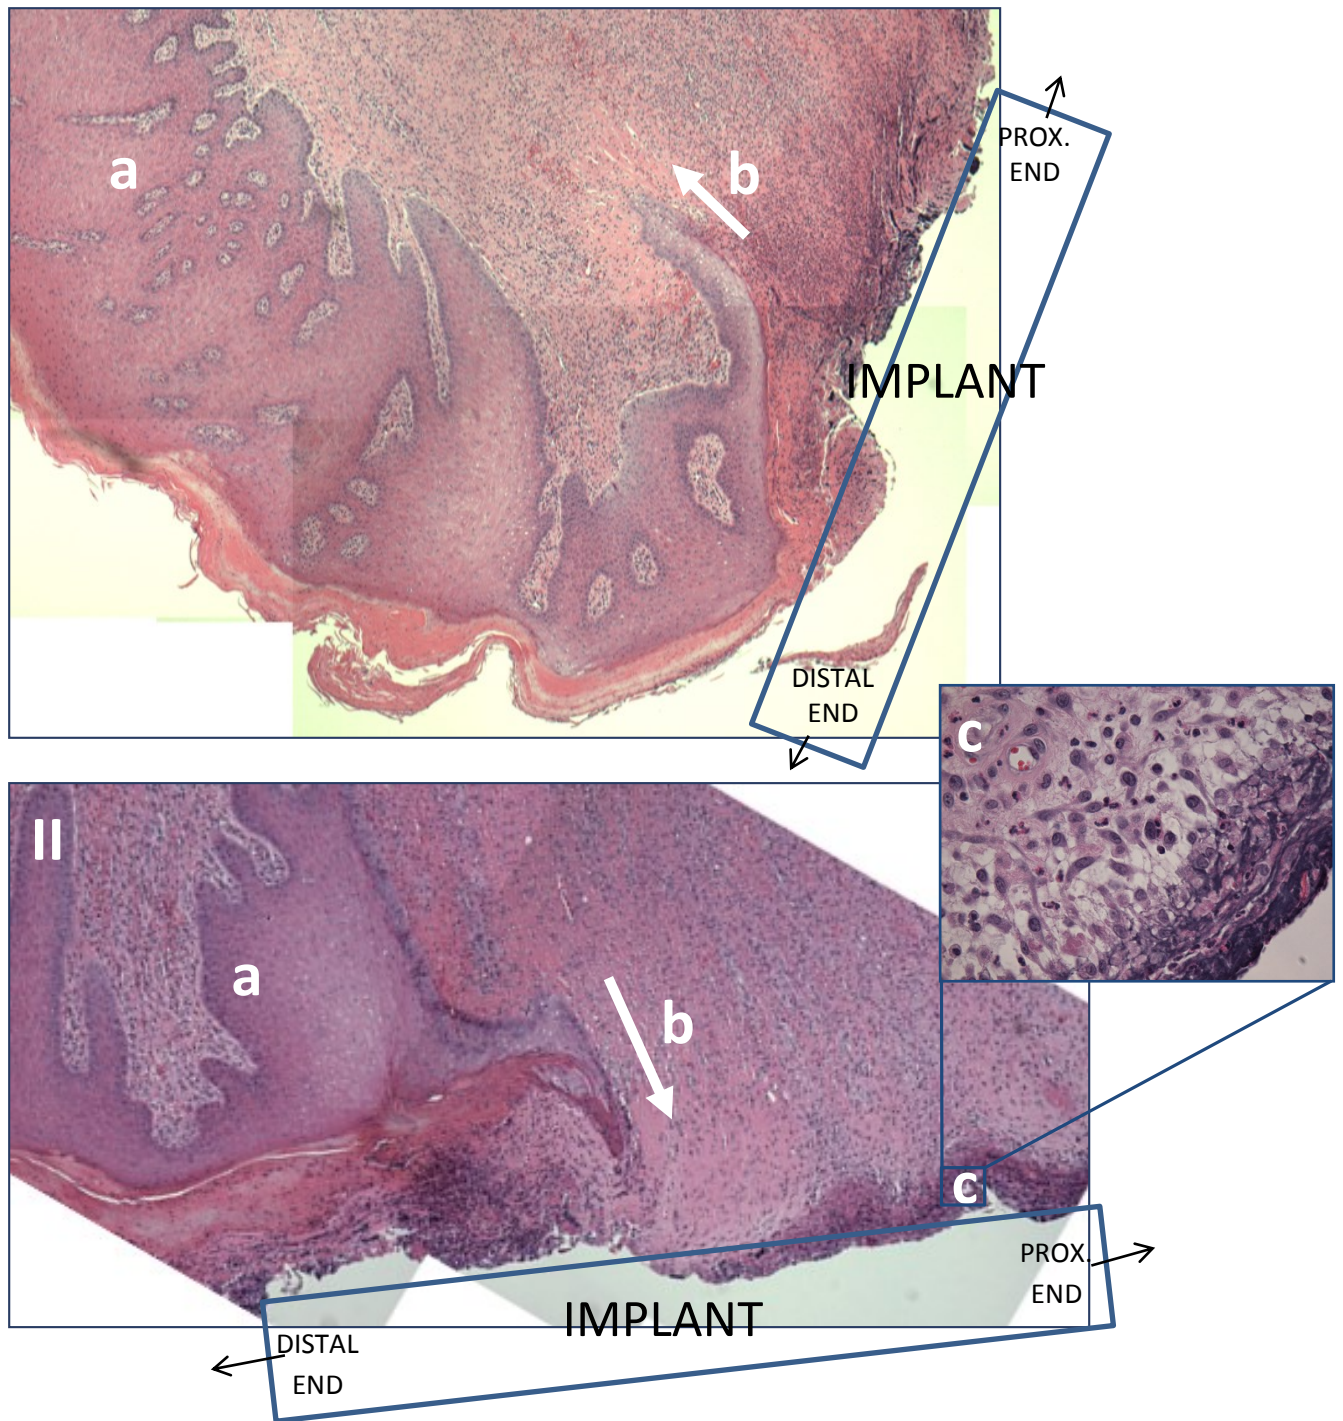 a
b
PROX.
END
IMPLANT
DISTAL
END
c
II
a
b
c
PROX.
END
IMPLANT
DISTAL
END